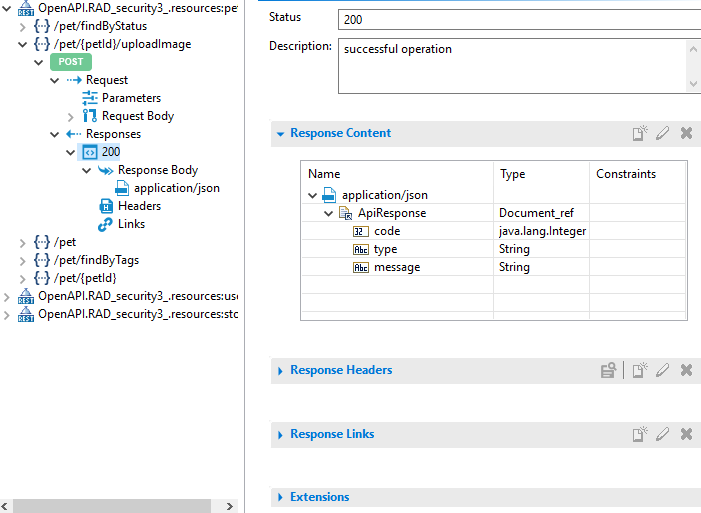 OpenAPI.RAD_security3_.resources:pe
/pet/findByStatus
/pet/{petId}/uploadImage
POST
Request
Parameters
Request Body
Responses
200
Response Body
application/json
Headers
Links
/pet
/pet/findByTags
/pet/{petId}
OpenAPI.RAD_security3_.resources:use
OpenAPI.RAD_security3_.resources:sto
Status 200
Description: successful operation
Response Content
Name Type Constraints
application/json
ApiResponse Document_ref
code java.lang.Integer
type String
message String
Response Headers
Response Links
Extensions